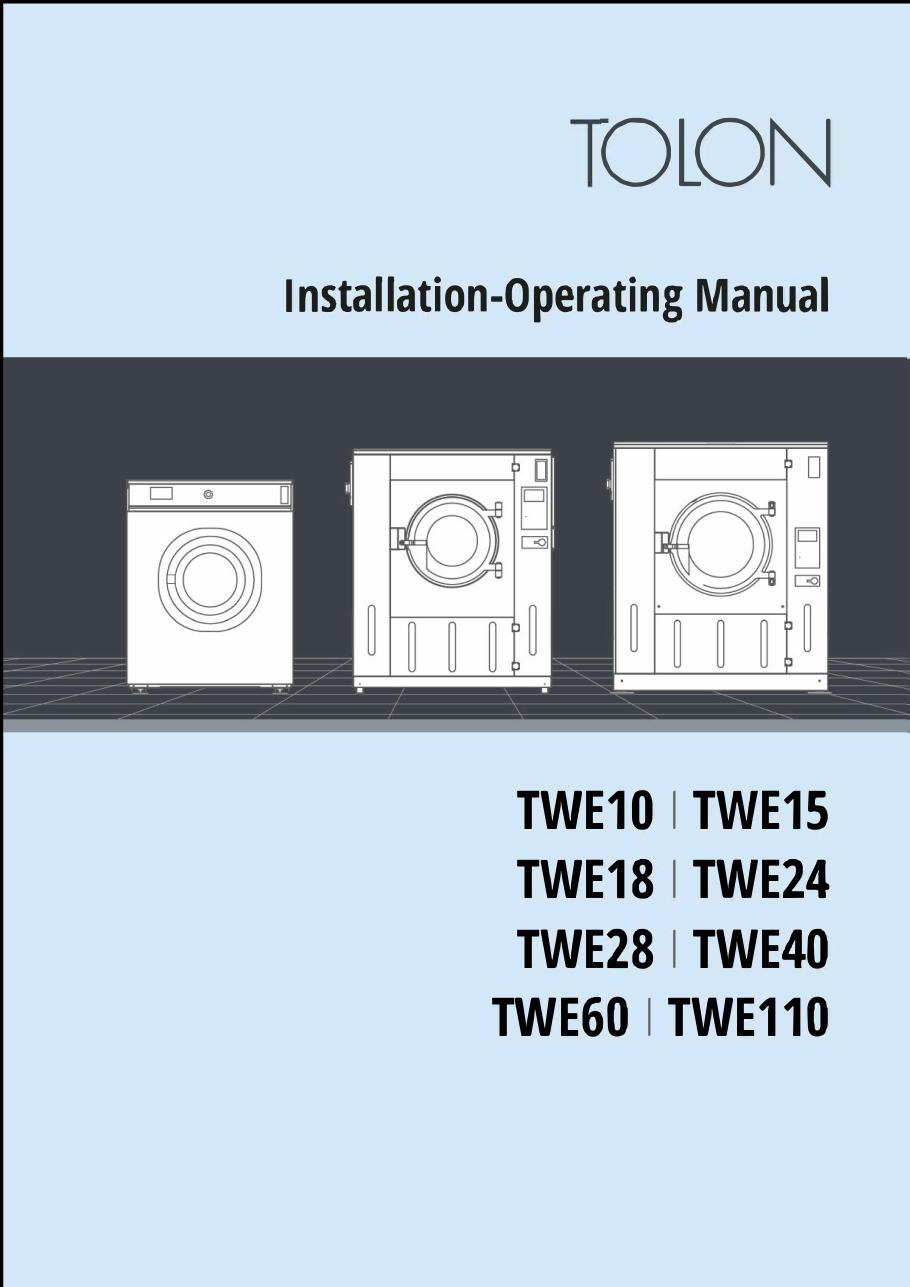 TOLON
Installation-Operating Manual
TWE10 | TWE15
TWE18 | TWE24
TWE28 | TWE40
TWE60 | TWE110